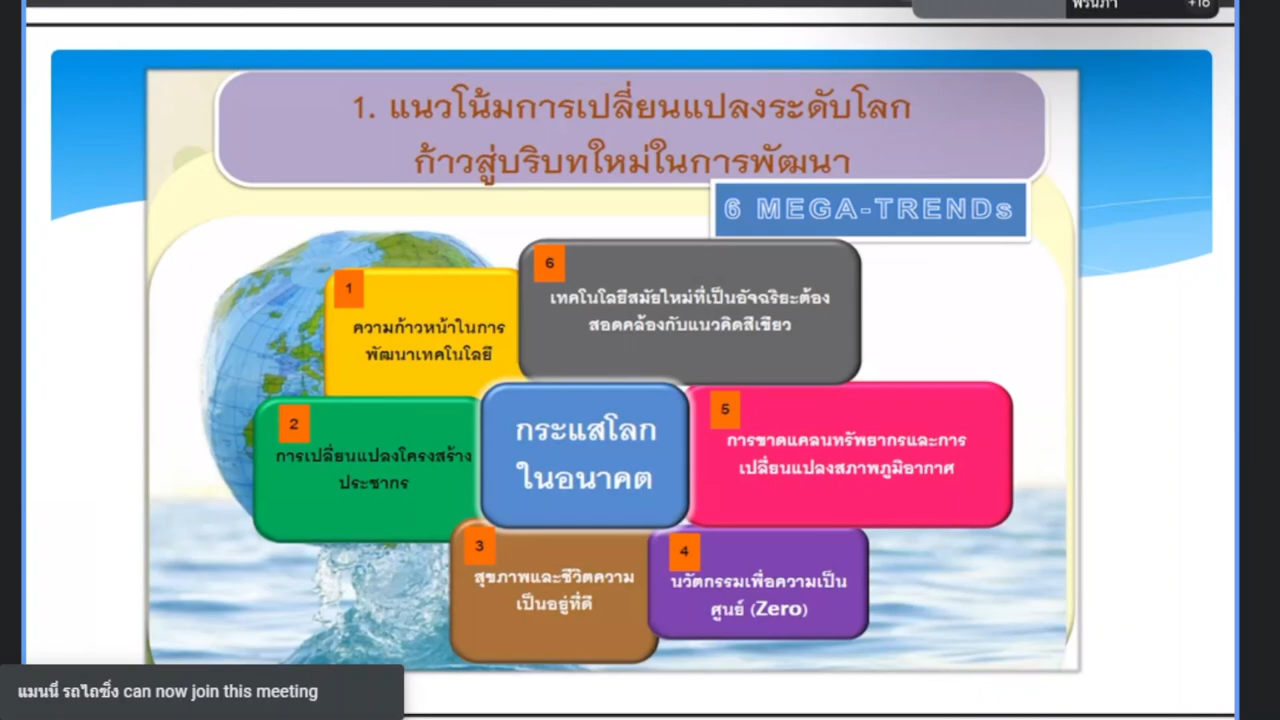 พรนภา
+16
1. แนวโน้มการเปลี่ยนแปลงระดับโลก
ก้าวสู่บริบทใหม่ในการพัฒนา
6 MEGA-TRENDs
1
ความก้าวหน้าในการ
พัฒนาเทคโนโลยี
6
เทคโนโลยีสมัยใหม่ที่เป็นอัจฉริยะต้อง
สอดคล้องกับแนวคิดสีเขียว
2
การเปลี่ยนแปลงโครงสร้าง
ประชากร
กระแสโลก
ในอนาคต
5
การขาดแคลนทรัพยากรและการ
เปลี่ยนแปลงสภาพภูมิอากาศ
3
สุขภาพและชีวิตความ
เป็นอยู่ที่ดี
4
นวัตกรรมเพื่อความเป็น
ศูนย์ (Zero)
แมนนี่ รถไถซิ่ง can now join this meeting